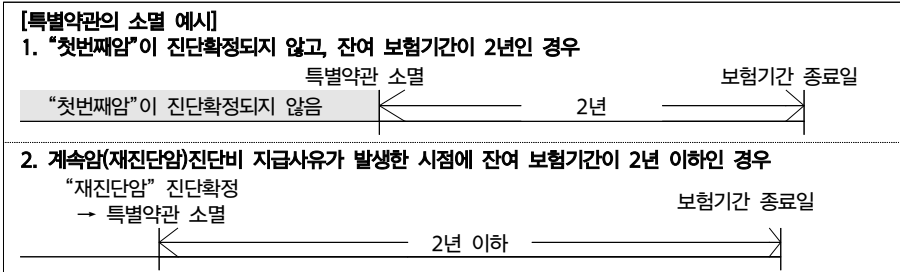 [특별약관의 소멸 예시]
1. “첫번째암”이 진단확정되지 않고, 잔여 보험기간이 2년인 경우
특별약관 소멸 보험기간 종료일
“첫번째암”이 진단확정되지 않음 2년
2. 계속암(재진단암)진단비 지급사유가 발생한 시점에 잔여 보험기간이 2년 이하인 경우
“재진단암” 진단확정
→ 특별약관 소멸 보험기간 종료일
2년 이하